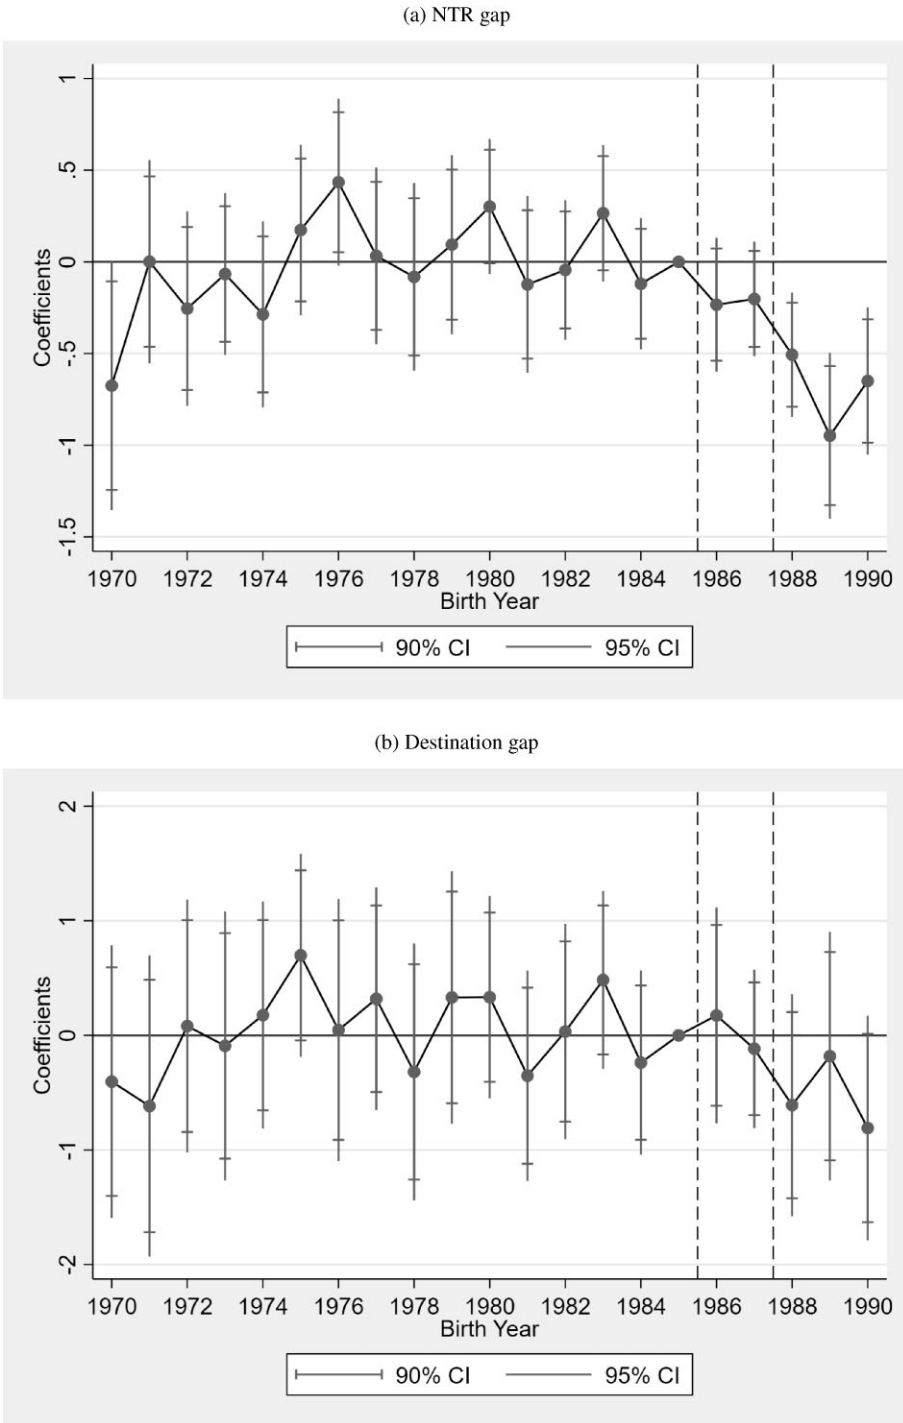 (a) NTR gap
Coefficients
1
.5
0
-.5
-1
-1.5
1970 1972 1974 1976 1978 1980 1982 1984 1986 1988 1990
Birth Year
90% CI 95% CI
(b) Destination gap
Coefficients
2
1
0
-1
-2
1970 1972 1974 1976 1978 1980 1982 1984 1986 1988 1990
Birth Year
90% CI 95% CI